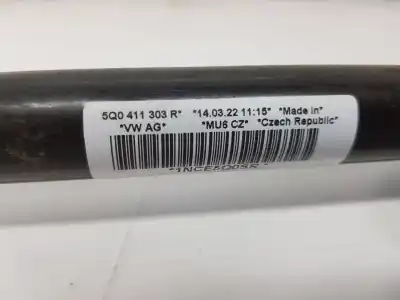 5Q0 411 303 R* *14.03.22 11:15* *Made in*
*VW AG* *MU6 CZ* *Czech Republic*